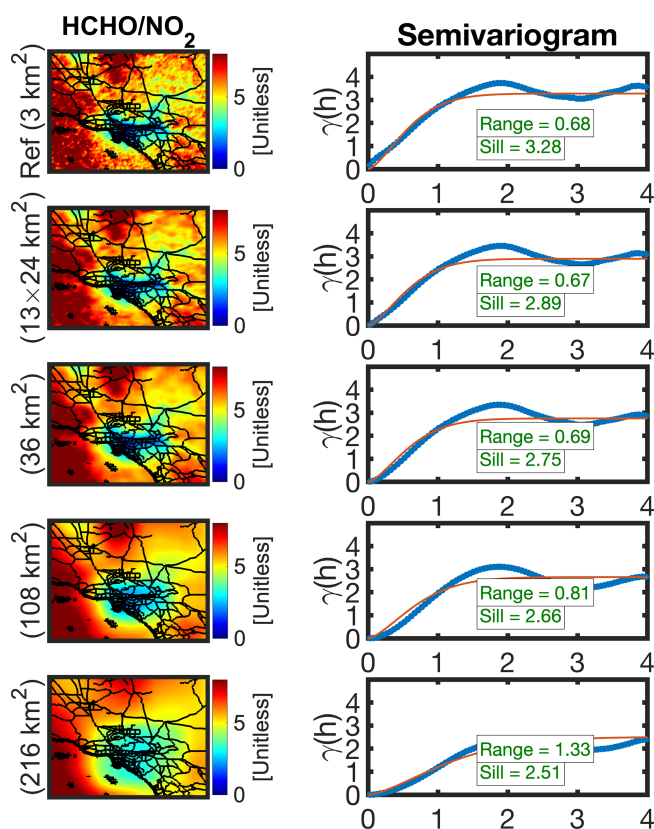 HCHO/NO2
Semivariogram
Ref (3 km2)
5
0
[Unitless]
γ(h)
4
3
2
1
0
Range = 0.68
Sill = 3.28
0 1 2 3 4
(13×24 km2)
5
0
[Unitless]
γ(h)
4
3
2
1
0
Range = 0.67
Sill = 2.89
0 1 2 3 4
(36 km2)
5
0
[Unitless]
γ(h)
4
3
2
1
0
Range = 0.69
Sill = 2.75
0 1 2 3 4
(108 km2)
5
0
[Unitless]
γ(h)
4
3
2
1
0
Range = 0.81
Sill = 2.66
0 1 2 3 4
(216 km2)
5
0
[Unitless]
γ(h)
4
3
2
1
0
Range = 1.33
Sill = 2.51
0 1 2 3 4